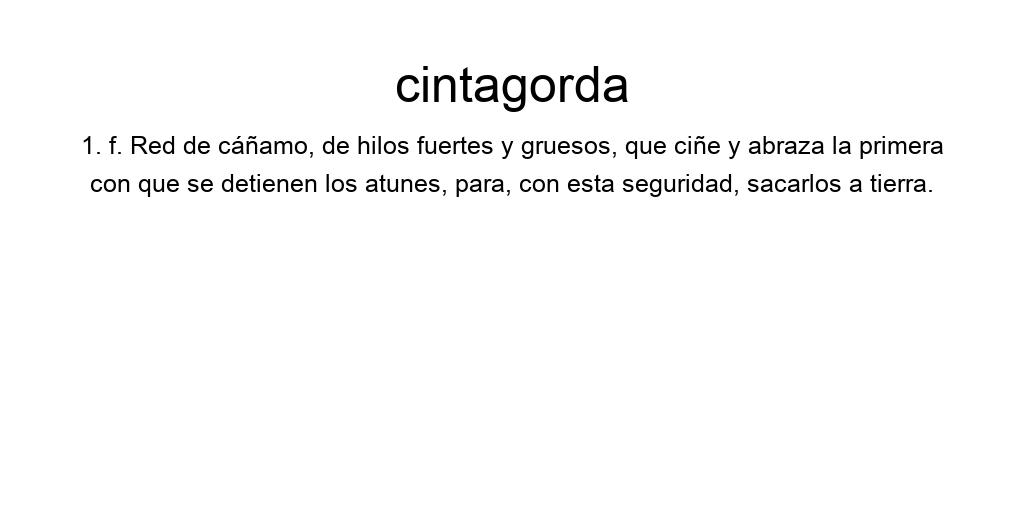 cintagorda
1. f. Red de cáñamo, de hilos fuertes y gruesos, que ciñe y abraza la primera
con que se detienen los atunes, para, con esta seguridad, sacarlos a tierra.